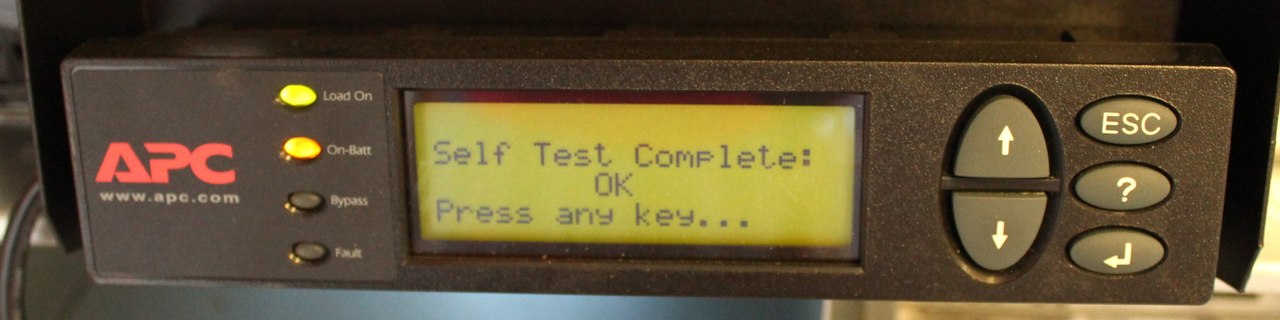 APC
www.apc.com
Load On
On-Batt
Bypass
Fault
Self Test Complete:
OK
Press any key...
ESC
?